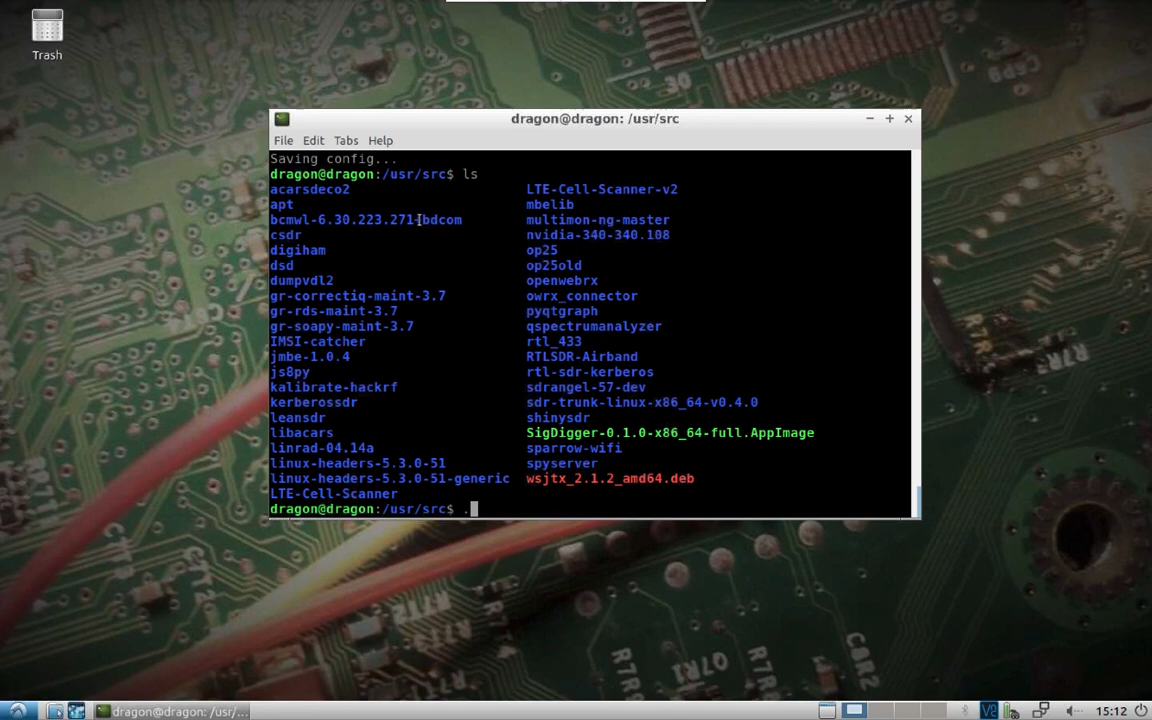 Trash
dragon@dragon: /usr/src
File Edit Tabs Help
Saving config...
dragon@dragon:/usr/src$ ls
acarsdeco2 LTE-Cell-Scanner-v2
apt mbelib
bcmwl-6.30.223.271+bdcom multimon-ng-master
csdr nvidia-340-340.108
digiham op25
dsd op25old
dumpvdl2 openwebrx
gr-correctiq-maint-3.7 owrx_connector
gr-rds-maint-3.7 pyqtgraph
gr-soapy-maint-3.7 qspectrumanalyzer
IMSI-catcher rtl_433
jmbe-1.0.4 RTLSDR-Airband
js8py rtl-sdr-kerberos
kalibrate-hackrf sdrangel-57-dev
kerberossdr sdr-trunk-linux-x86_64-v0.4.0
leansdr shinysdr
libacars SigDigger-0.1.0-x86_64-full.AppImage
linrad-04.14a sparrow-wifi
linux-headers-5.3.0-51 spyserver
linux-headers-5.3.0-51-generic wsjtx_2.1.2_amd64.deb
LTE-Cell-Scanner
dragon@dragon:/usr/src$ .
dragon@dragon: /usr/...
15:12